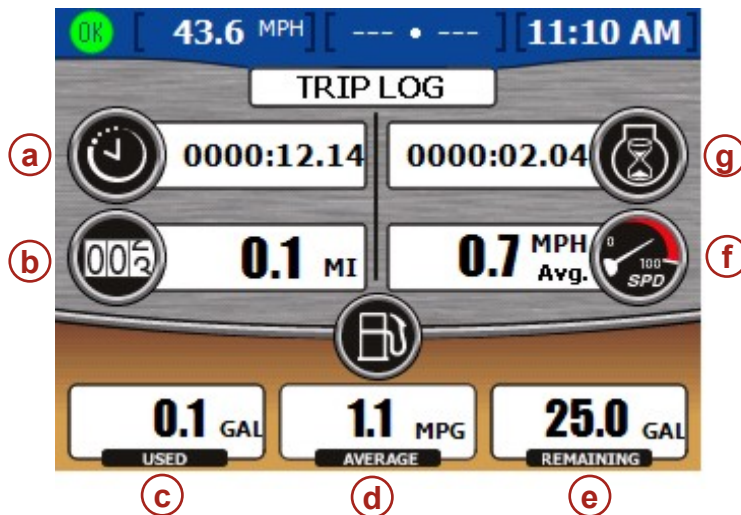 OK [ 43.6 MPH ] [ --- • --- ] [ 11:10 AM ]
TRIP LOG
a 0000:12.14 0000:02.04 g
b 003 0.1 MI 0.7 MPH Avg. 0 100 SPD f
0.1 GAL 1.1 MPG 25.0 GAL
USED AVERAGE REMAINING
c d e